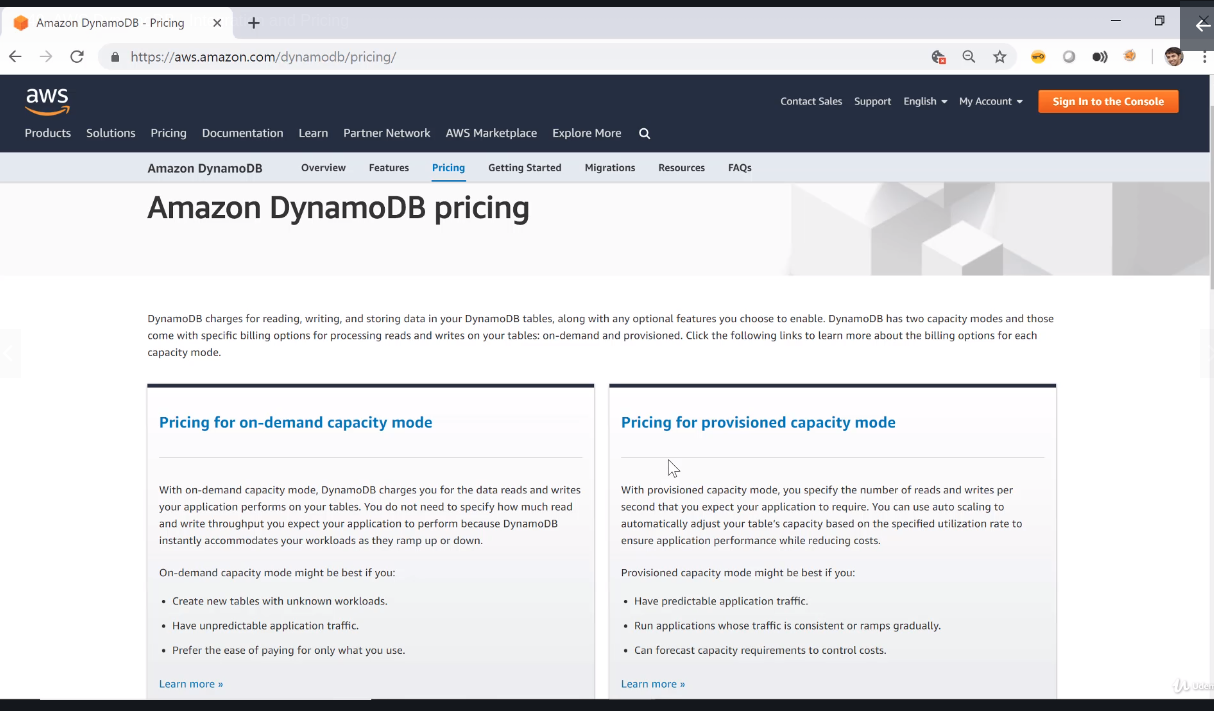 Amazon DynamoDB - Pricing
https://aws.amazon.com/dynamodb/pricing/
aws
Contact Sales Support English My Account Sign In to the Console
Products Solutions Pricing Documentation Learn Partner Network AWS Marketplace Explore More
Amazon DynamoDB Overview Features Pricing Getting Started Migrations Resources FAQs
Amazon DynamoDB pricing
DynamoDB charges for reading, writing, and storing data in your DynamoDB tables, along with any optional features you choose to enable. DynamoDB has two capacity modes and those
come with specific billing options for processing reads and writes on your tables: on-demand and provisioned. Click the following links to learn more about the billing options for each
capacity mode.
Pricing for on-demand capacity mode
With on-demand capacity mode, DynamoDB charges you for the data reads and writes
your application performs on your tables. You do not need to specify how much read
and write throughput you expect your application to perform because DynamoDB
instantly accommodates your workloads as they ramp up or down.
On-demand capacity mode might be best if you:
• Create new tables with unknown workloads.
• Have unpredictable application traffic.
• Prefer the ease of paying for only what you use.
Learn more »
Pricing for provisioned capacity mode
With provisioned capacity mode, you specify the number of reads and writes per
second that you expect your application to require. You can use auto scaling to
automatically adjust your table's capacity based on the specified utilization rate to
ensure application performance while reducing costs.
Provisioned capacity mode might be best if you:
• Have predictable application traffic.
• Run applications whose traffic is consistent or ramps gradually.
• Can forecast capacity requirements to control costs.
Learn more »